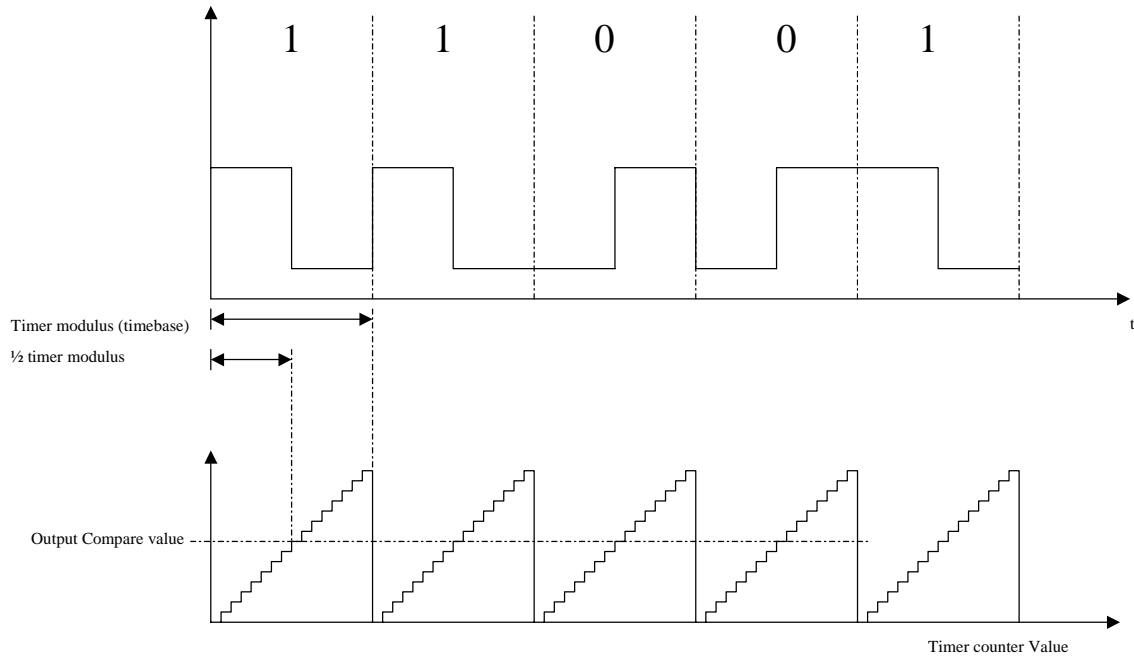 1 1 0 0 1
Timer modulus (timebase)
t
½ timer modulus
Output Compare value
Timer counter Value